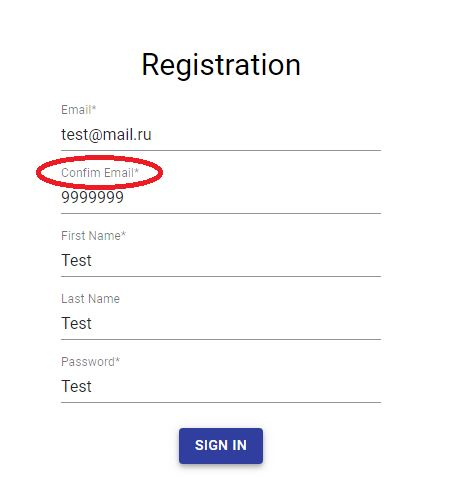 Registration
Email*
test@mail.ru
Confim Email*
9999999
First Name*
Test
Last Name
Test
Password*
Test
SIGN IN